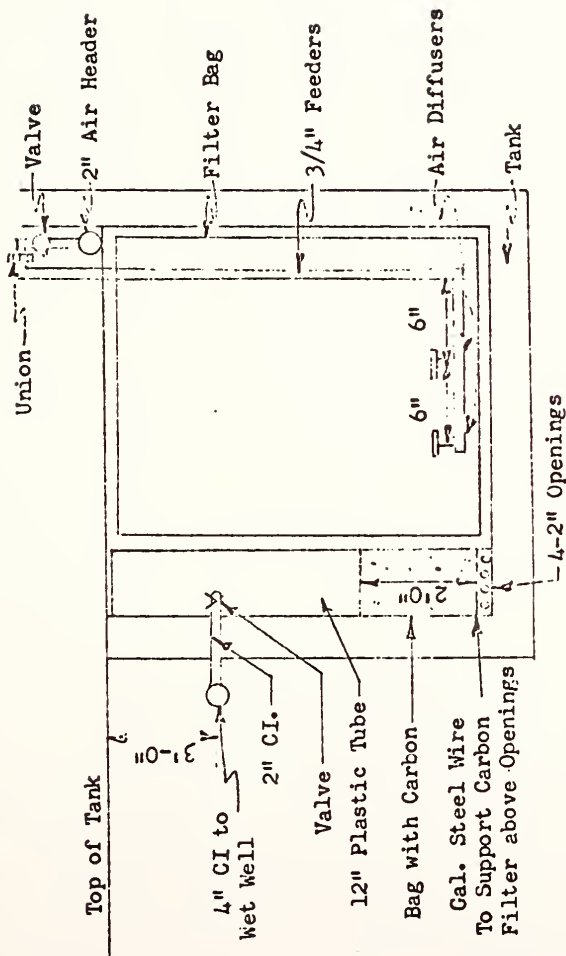 Top of Tank
3'-0"
4" CI to
Wet Well
2" CI.
Valve
12" Plastic Tube
Bag with Carbon
Gal. Steel Wire
To Support Carbon
Filter above Openings
2'0"
4-2" Openings
6"
6"
Union
Valve
2" Air Header
Filter Bag
3/4" Feeders
Air Diffusers
Tank